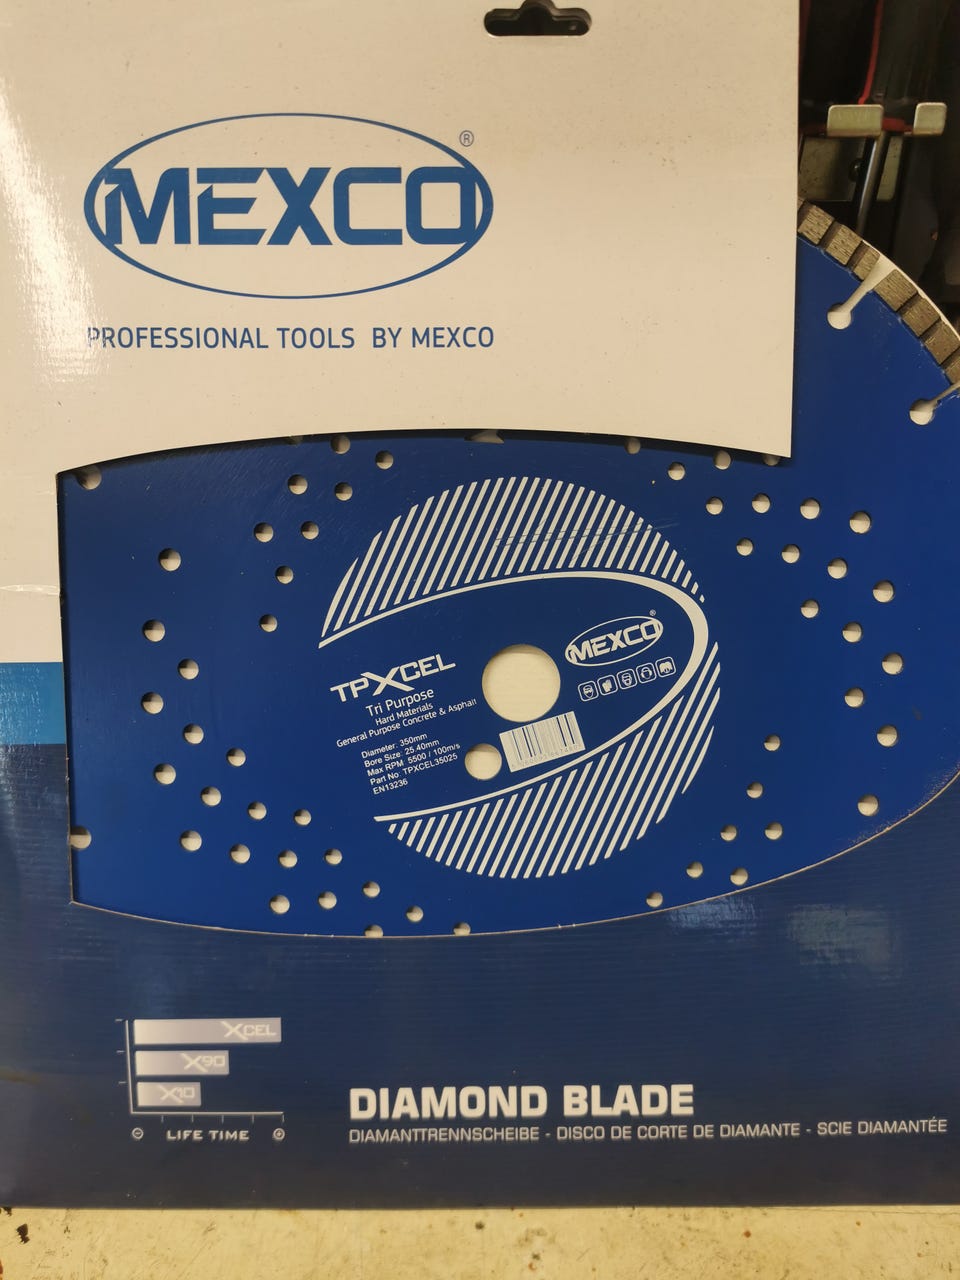 MEXCO
®
PROFESSIONAL TOOLS BY MEXCO
MEXCO
®
TPXCEL
Tri Purpose
Hard Materials
General Purpose Concrete & Asphalt
Diameter: 350mm
Bore Size: 25.40mm
Max RPM 5500 / 100m/s
Part No: TPXCEL35025
EN13236
XCEL
X90
X10
LIFE TIME
DIAMOND BLADE
DIAMANTTRENNSCHEIBE - DISCO DE CORTE DE DIAMANTE - SCIE DIAMANTÉE